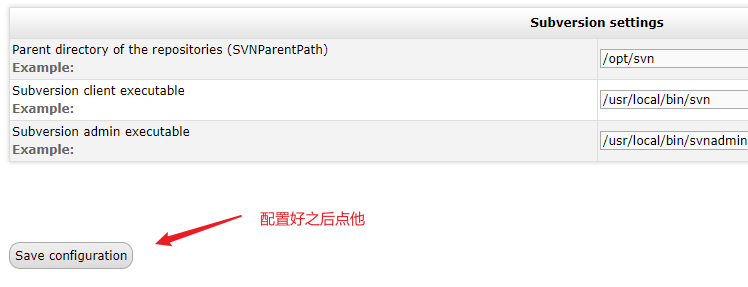 Subversion settings
Parent directory of the repositories (SVNParentPath)
Example:
/opt/svn
Subversion client executable
Example:
/usr/local/bin/svn
Subversion admin executable
Example:
/usr/local/bin/svnadmin
配置好之后点他
Save configuration